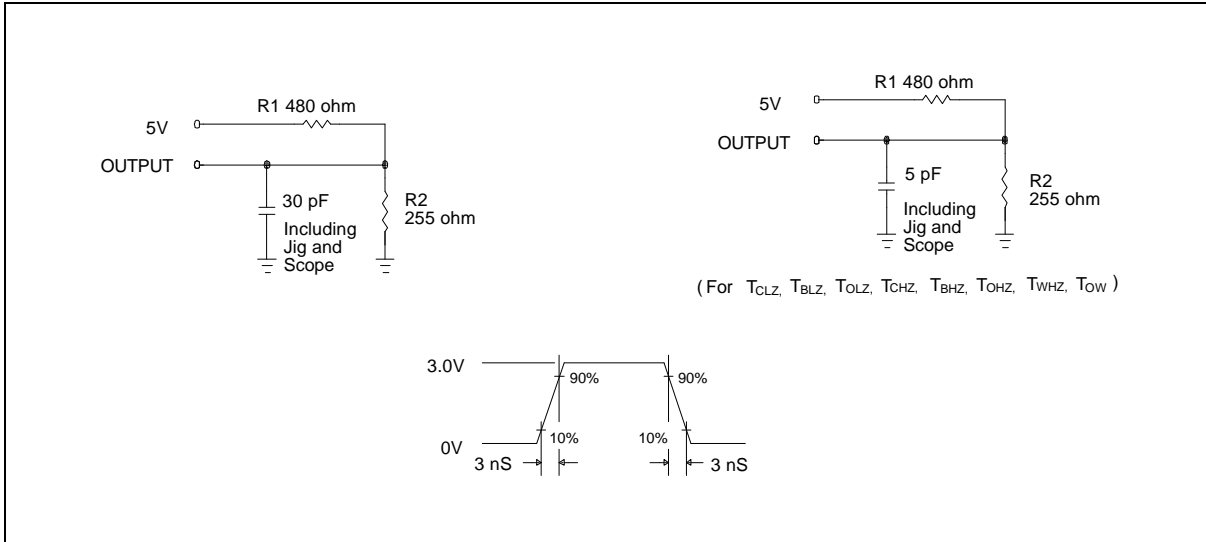 R1 480 ohm
5V
OUTPUT
30 pF
Including
Jig and
Scope
R2
255 ohm
R1 480 ohm
5V
OUTPUT
5 pF
Including
Jig and
Scope
R2
255 ohm
(For TCLZ, TBLZ, TOLZ, TCHZ, TBHZ, TOHZ, TWHZ, TOW )
3.0V
90%
90%
0V
10%
10%
3 nS
3 nS